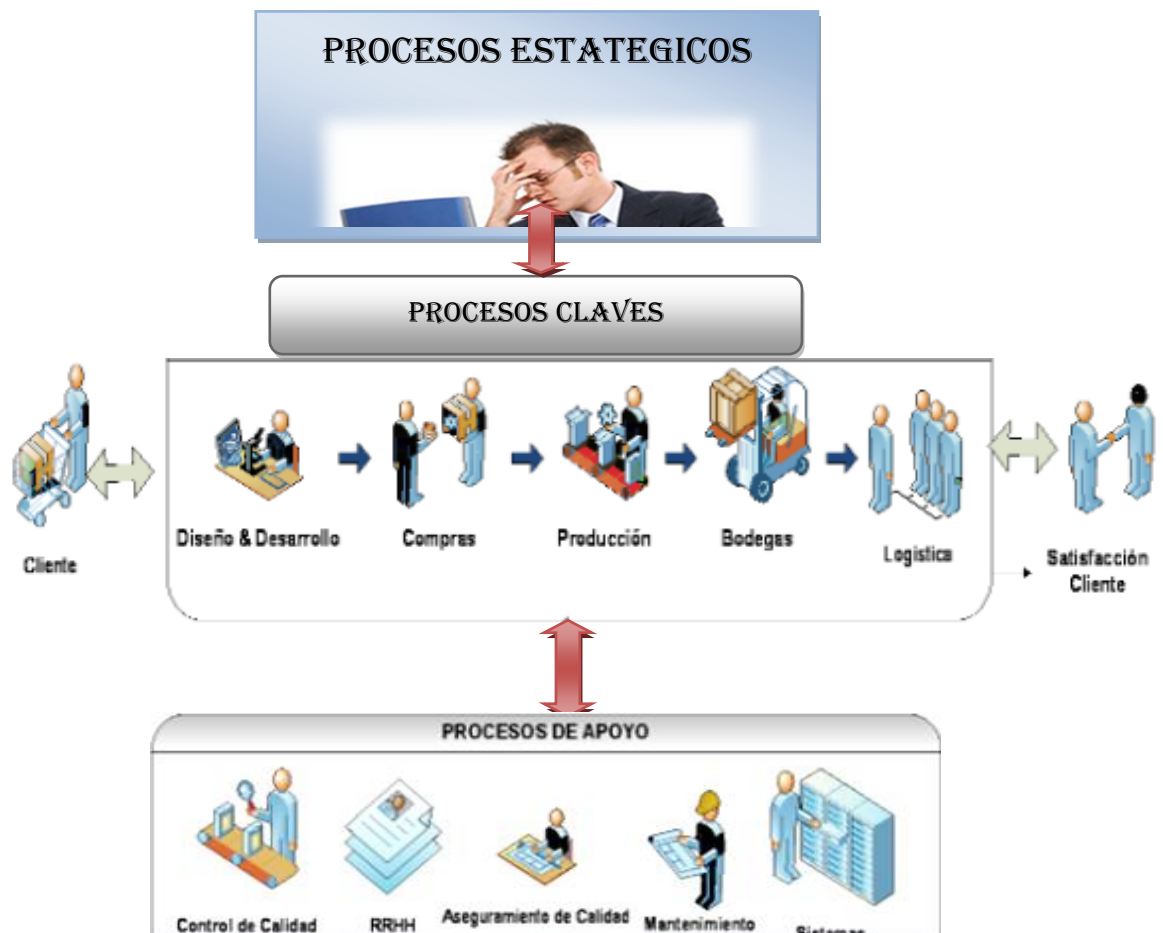 PROCESOS ESTATEGICOS
PROCESOS CLAVES
Diseño & Desarrollo
Compras
Producción
Bodegas
Logistica
Cliente
Satisfacción
Cliente
PROCESOS DE APOYO
Control de Calidad
RRHH
Aseguramiento de Calidad
Mantenimiento
Sistemas